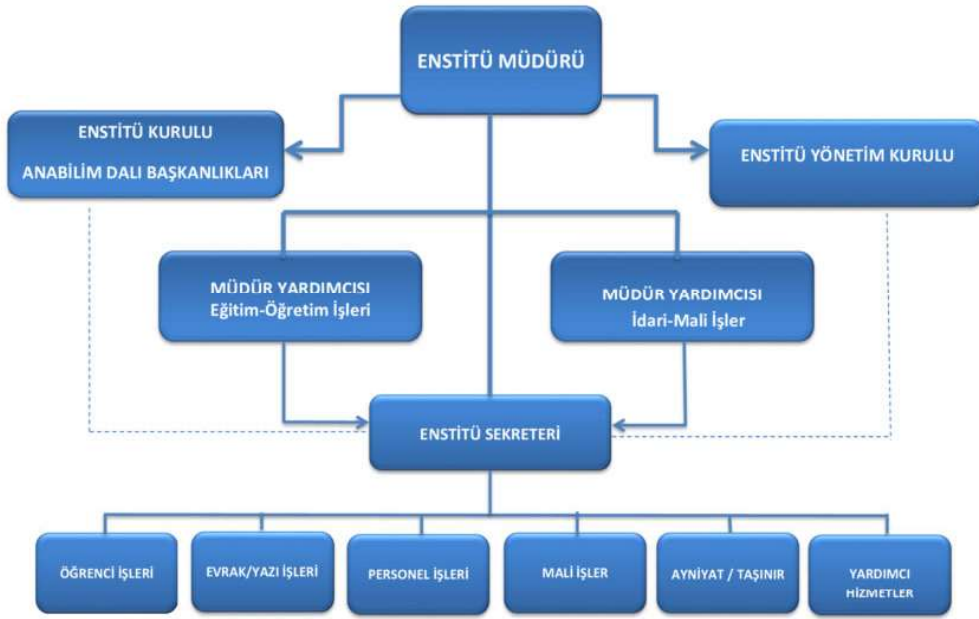 ENSTİTÜ MÜDÜRÜ
ENSTİTÜ KURULU
ANABİLİM DALI BAŞKANLIKLARI
ENSTİTÜ YÖNETİM KURULU
MÜDÜR YARDIMCISI
Eğitim-Öğretim İşleri
MÜDÜR YARDIMCISI
İdari-Mali İşler
ENSTİTÜ SEKRETERİ
ÖĞRENCİ İŞLERİ
EVRAK/YAZI İŞLERİ
PERSONEL İŞLERİ
MALİ İŞLER
AYNİYAT / TAŞINIR
YARDIMCI
HİZMETLER